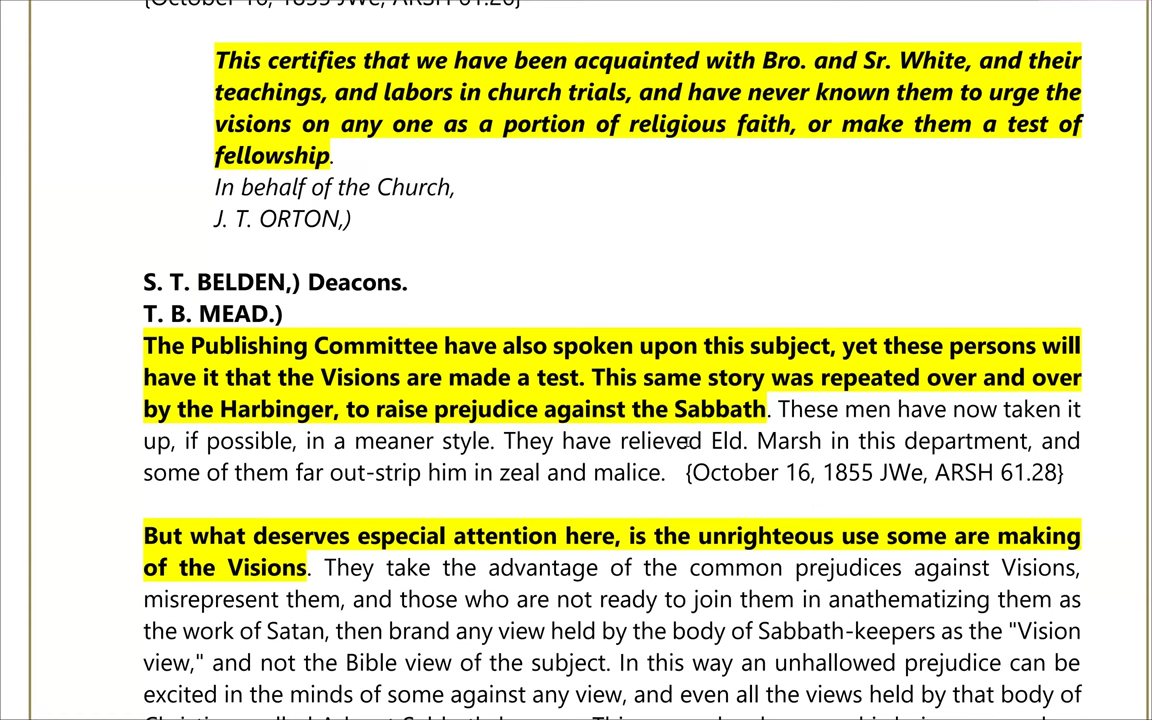 {October 16, 1855 JWe, ARSH 61.26}
This certifies that we have been acquainted with Bro. and Sr. White, and their
teachings, and labors in church trials, and have never known them to urge the
visions on any one as a portion of religious faith, or make them a test of
fellowship.
In behalf of the Church,
J. T. ORTON,)
S. T. BELDEN,) Deacons.
T. B. MEAD.)
The Publishing Committee have also spoken upon this subject, yet these persons will
have it that the Visions are made a test. This same story was repeated over and over
by the Harbinger, to raise prejudice against the Sabbath. These men have now taken it
up, if possible, in a meaner style. They have relieved Eld. Marsh in this department, and
some of them far out-strip him in zeal and malice. {October 16, 1855 JWe, ARSH 61.28}
But what deserves especial attention here, is the unrighteous use some are making
of the Visions. They take the advantage of the common prejudices against Visions,
misrepresent them, and those who are not ready to join them in anathematizing them as
the work of Satan, then brand any view held by the body of Sabbath-keepers as the "Vision
view," and not the Bible view of the subject. In this way an unhallowed prejudice can be
excited in the minds of some against any view, and even all the views held by that body of